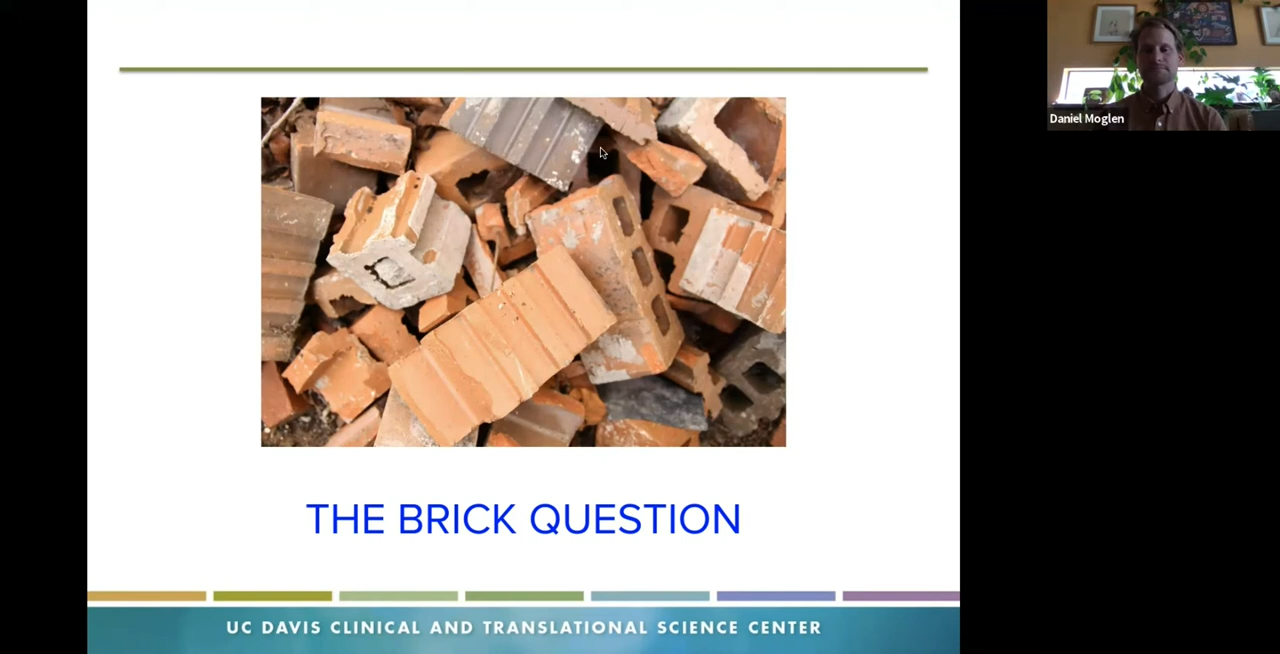 Daniel Moglen
THE BRICK QUESTION
UC DAVIS CLINICAL AND TRANSLATIONAL SCIENCE CENTER